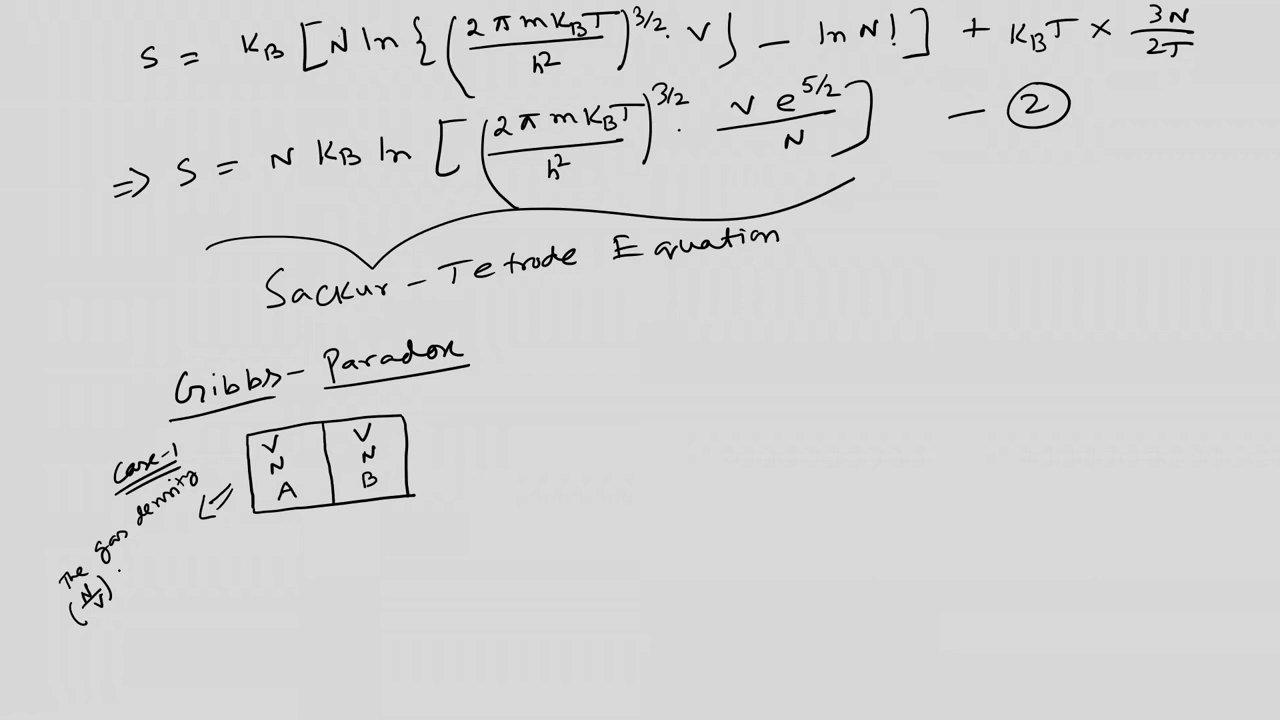 S = K_B [ N ln { ( 2πmK_BT / h² )^{3/2} · V } − ln N! ] + K_BT × 3N / 2T
⇒ S = N K_B ln [ ( 2πmK_BT / h² )^{3/2} · V e^{5/2} / N ] — ②
Sackur - Tetrode Equation
Gibbs - Paradox
Case-1
V V
N N
A B
⇐
The gas density
(N/V).